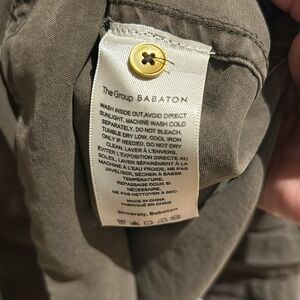 The Group BABATON
WASH INSIDE OUT, AVOID DIRECT
SUNLIGHT, MACHINE WASH COLD
SEPARATELY, DO NOT BLEACH,
TUMBLE DRY LOW, COOL IRON
ONLY IF NEEDED, DO NOT DRY
CLEAN. LAVER À L'ENVERS,
ÉVITER L'EXPOSITION DIRECTE AU
SOLEIL, LAVER SÉPARÉMENT À LA
MACHINE À L'EAU FROIDE, NE PAS
JAVELISER, SÉCHER À BASSE
TEMPÉRATURE,
REPASSAGE DOUX SI
NÉCESSAIRE,
NE PAS NETTOYER À SEC.
MADE IN CHINA
FABRIQUÉ EN CHINE
Sincerely, Babaton